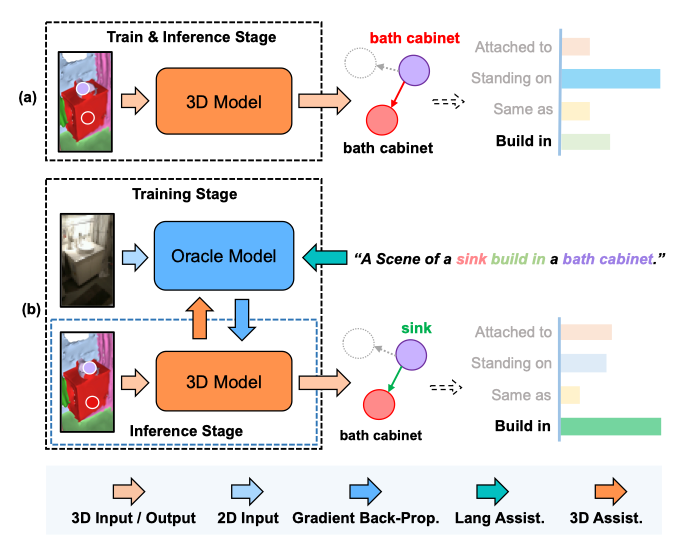 Train & Inference Stage
(a)
3D Model
bath cabinet
bath cabinet
Attached to
Standing on
Same as
Build in
Training Stage
Oracle Model
“A Scene of a sink build in a bath cabinet.”
(b)
3D Model
Inference Stage
sink
bath cabinet
Attached to
Standing on
Same as
Build in
3D Input / Output
2D Input
Gradient Back-Prop.
Lang Assist.
3D Assist.